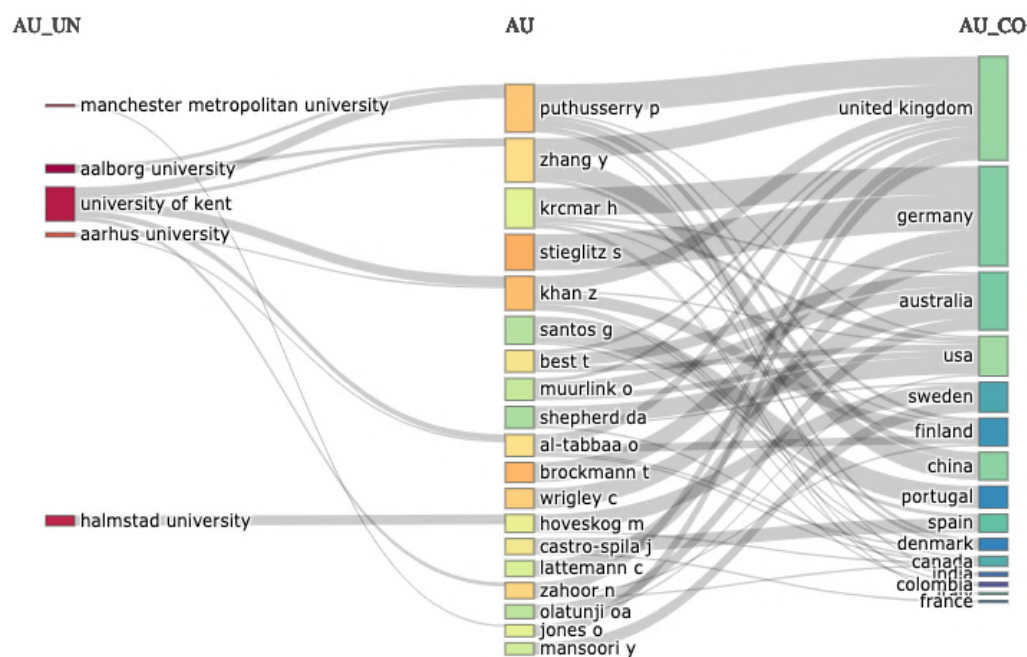 AU_UN
AU
AU_CO
manchester metropolitan university
aalborg university
university of kent
aarhus university
halmstad university
puthusserry p
zhang y
krcmar h
stieglitz s
khan z
santos g
best t
muurlink o
shepherd da
al-tabbaa o
brockmann t
wrigley c
hoveskog m
castro-spila j
lattemann c
zahoor n
olatunji oa
jones o
mansoori y
united kingdom
germany
australia
usa
sweden
finland
china
portugal
spain
denmark
canada
india
colombia
italy
france